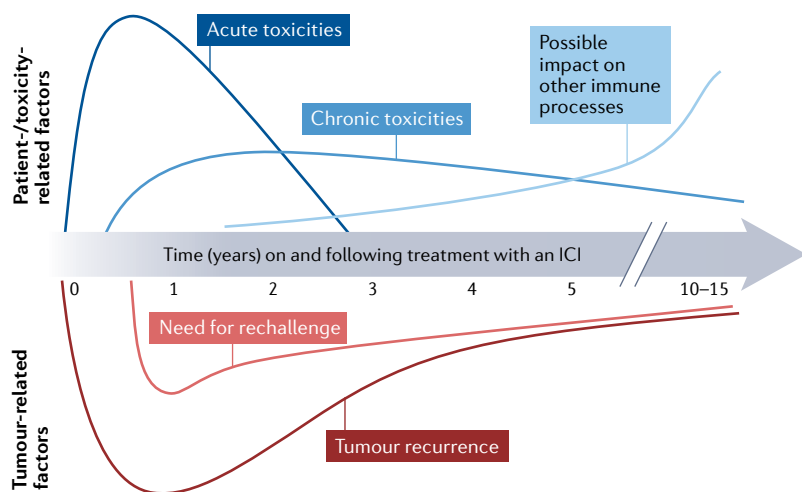 Patient-/toxicity-
related factors
Acute toxicities
Possible
impact on
other immune
processes
Chronic toxicities
Time (years) on and following treatment with an ICI
0 1 2 3 4 5 10–15
Need for rechallenge
Tumour recurrence
Tumour-related
factors